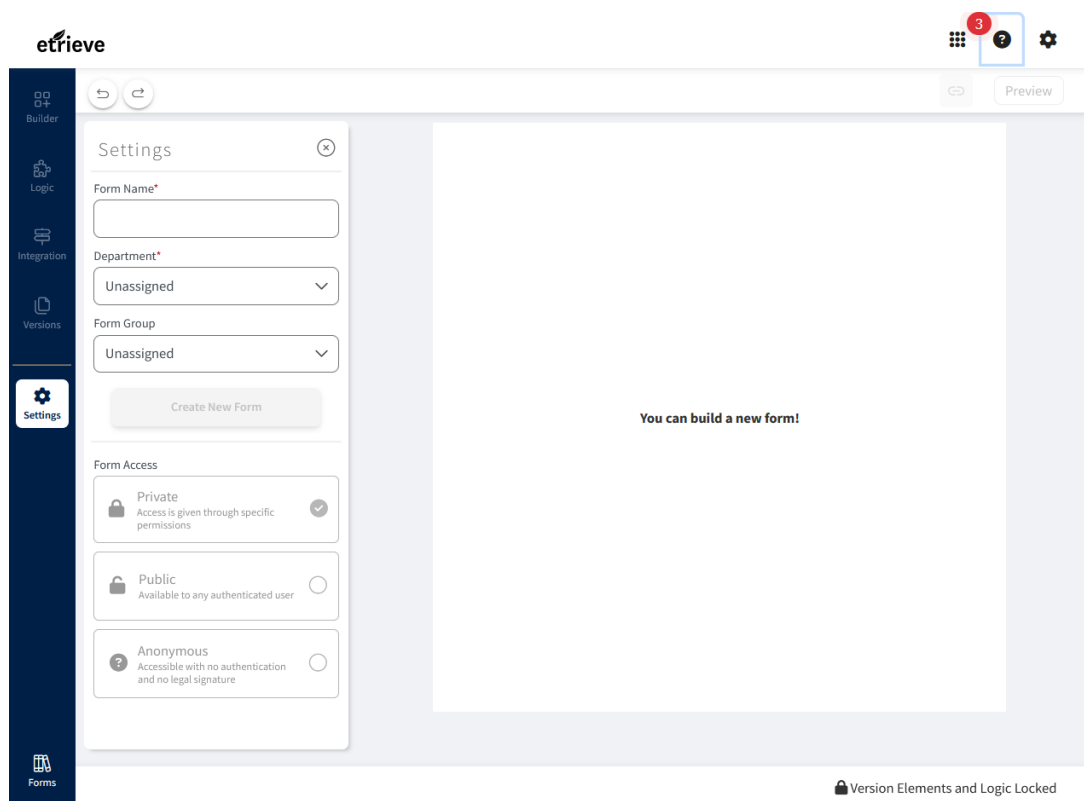 etrieve
3
Preview
Builder
Logic
Integration
Versions
Settings
Forms
Settings
Form Name*
Department*
Unassigned
Form Group
Unassigned
Create New Form
Form Access
Private
Access is given through specific
permissions
Public
Available to any authenticated user
Anonymous
Accessible with no authentication
and no legal signature
You can build a new form!
Version Elements and Logic Locked